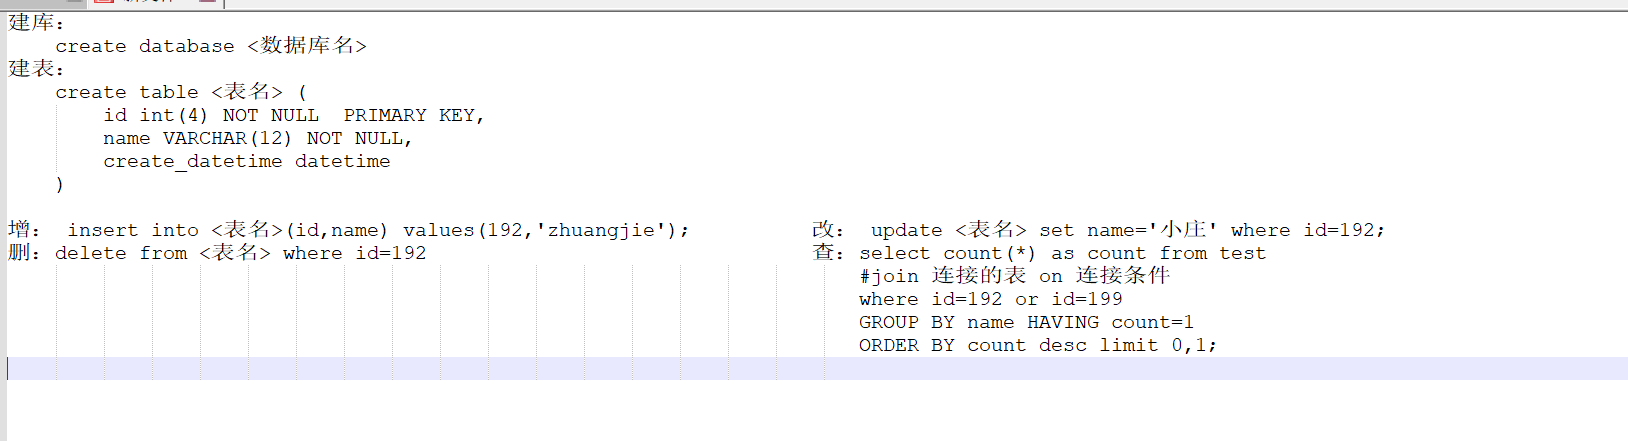 建库：
create database <数据库名>
建表：
create table <表名> (
id int(4) NOT NULL  PRIMARY KEY,
name VARCHAR(12) NOT NULL,
create_datetime datetime
)
增： insert into <表名>(id,name) values(192,'zhuangjie');
删：delete from <表名> where id=192
改： update <表名> set name='小庄' where id=192;
查：select count(*) as count from test
#join 连接的表 on 连接条件
where id=192 or id=199
GROUP BY name HAVING count=1
ORDER BY count desc limit 0,1;